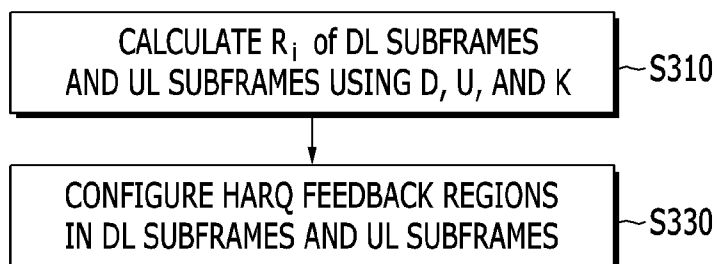 CALCULATE Ri of DL SUBFRAMES
AND UL SUBFRAMES USING D, U, AND K
S310
CONFIGURE HARQ FEEDBACK REGIONS
IN DL SUBFRAMES AND UL SUBFRAMES
S330